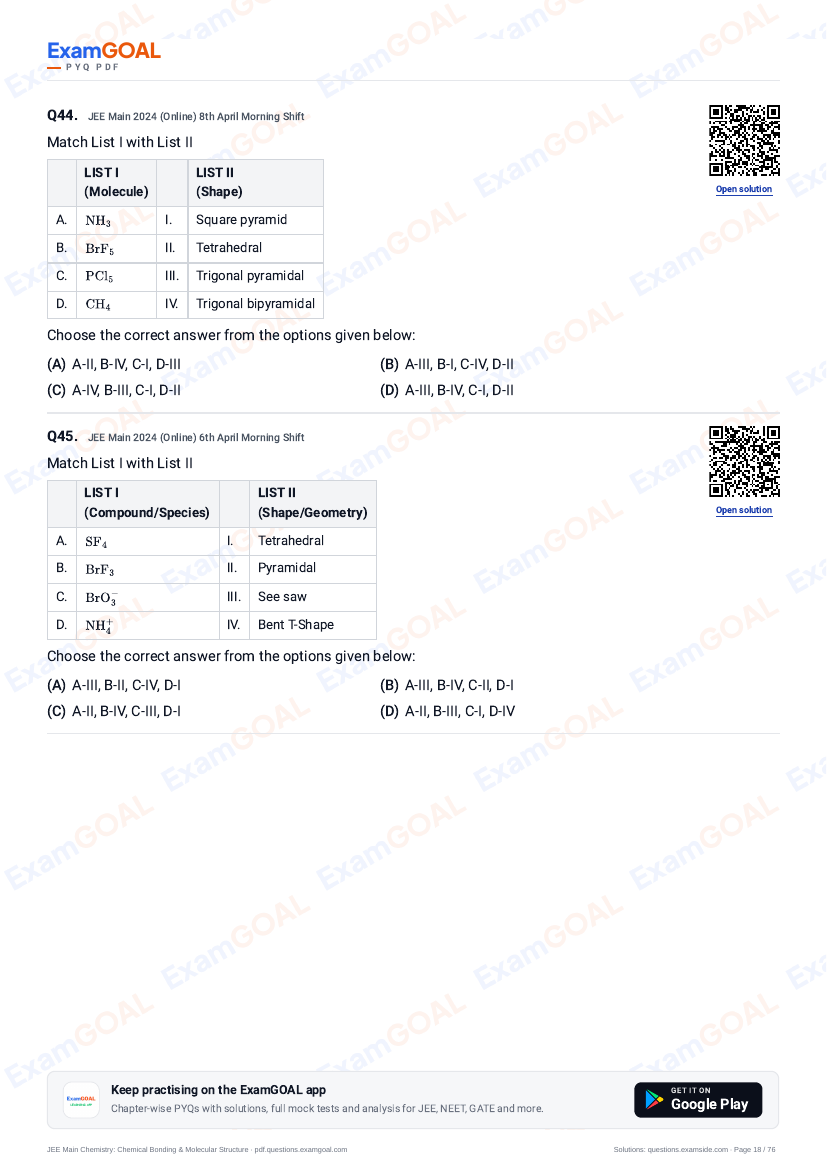 ExamGOAL
PYQ PDF
Q44. JEE Main 2024 (Online) 8th April Morning Shift
Open solution
Match List I with List II
LIST I (Molecule) LIST II (Shape)
A. NH₃ I. Square pyramid
B. BrF₅ II. Tetrahedral
C. PCl₅ III. Trigonal pyramidal
D. CH₄ IV. Trigonal bipyramidal
Choose the correct answer from the options given below:
(A) A-II, B-IV, C-I, D-III (B) A-III, B-I, C-IV, D-II
(C) A-IV, B-III, C-I, D-II (D) A-III, B-IV, C-I, D-II
Q45. JEE Main 2024 (Online) 6th April Morning Shift
Open solution
Match List I with List II
LIST I (Compound/Species) LIST II (Shape/Geometry)
A. SF₄ I. Tetrahedral
B. BrF₃ II. Pyramidal
C. BrO₃⁻ III. See saw
D. NH₄⁺ IV. Bent T-Shape
Choose the correct answer from the options given below:
(A) A-III, B-II, C-IV, D-I (B) A-III, B-IV, C-II, D-I
(C) A-II, B-IV, C-III, D-I (D) A-II, B-III, C-I, D-IV
ExamGOAL
Keep practising on the ExamGOAL app
Chapter-wise PYQs with solutions, full mock tests and analysis for JEE, NEET, GATE and more.
GET IT ON
Google Play
JEE Main Chemistry: Chemical Bonding & Molecular Structure · pdf.questions.examgoal.com
Solutions: questions.examside.com · Page 18 / 76